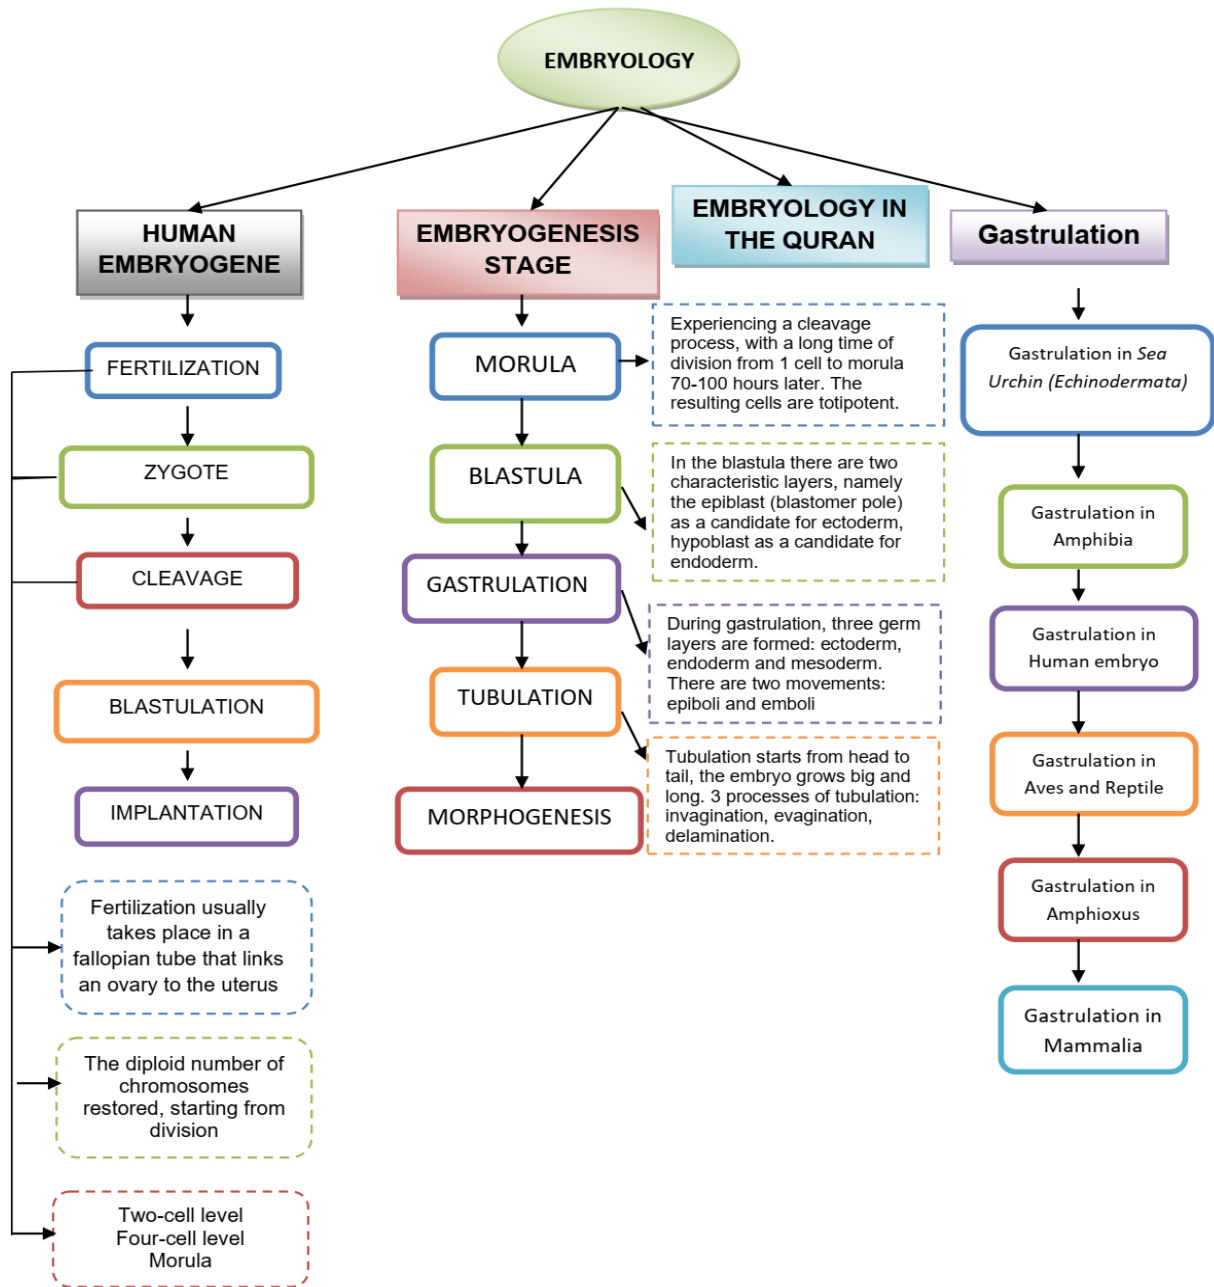 EMBRYOLOGY
HUMAN
EMBRYOGENE
EMBRYOGENESIS
STAGE
EMBRYOLOGY IN
THE QURAN
Gastrulation
FERTILIZATION
ZYGOTE
CLEAVAGE
BLASTULATION
IMPLANTATION
Fertilization usually
takes place in a
fallopian tube that links
an ovary to the uterus
The diploid number of
chromosomes
restored, starting from
division
Two-cell level
Four-cell level
Morula
MORULA
Experiencing a cleavage
process, with a long time of
division from 1 cell to morula
70-100 hours later. The
resulting cells are totipotent.
BLASTULA
In the blastula there are two
characteristic layers, namely
the epiblast (blastomer pole)
as a candidate for ectoderm,
hypoblast as a candidate for
endoderm.
GASTRULATION
During gastrulation, three germ
layers are formed: ectoderm,
endoderm and mesoderm.
There are two movements:
epiboli and emboli
TUBULATION
Tubulation starts from head to
tail, the embryo grows big and
long. 3 processes of tubulation:
invagination, evagination,
delamination.
MORPHOGENESIS
Gastrulation in Sea
Urchin (Echinodermata)
Gastrulation in
Amphibia
Gastrulation in
Human embryo
Gastrulation in
Aves and Reptile
Gastrulation in
Amphioxus
Gastrulation in
Mammalia